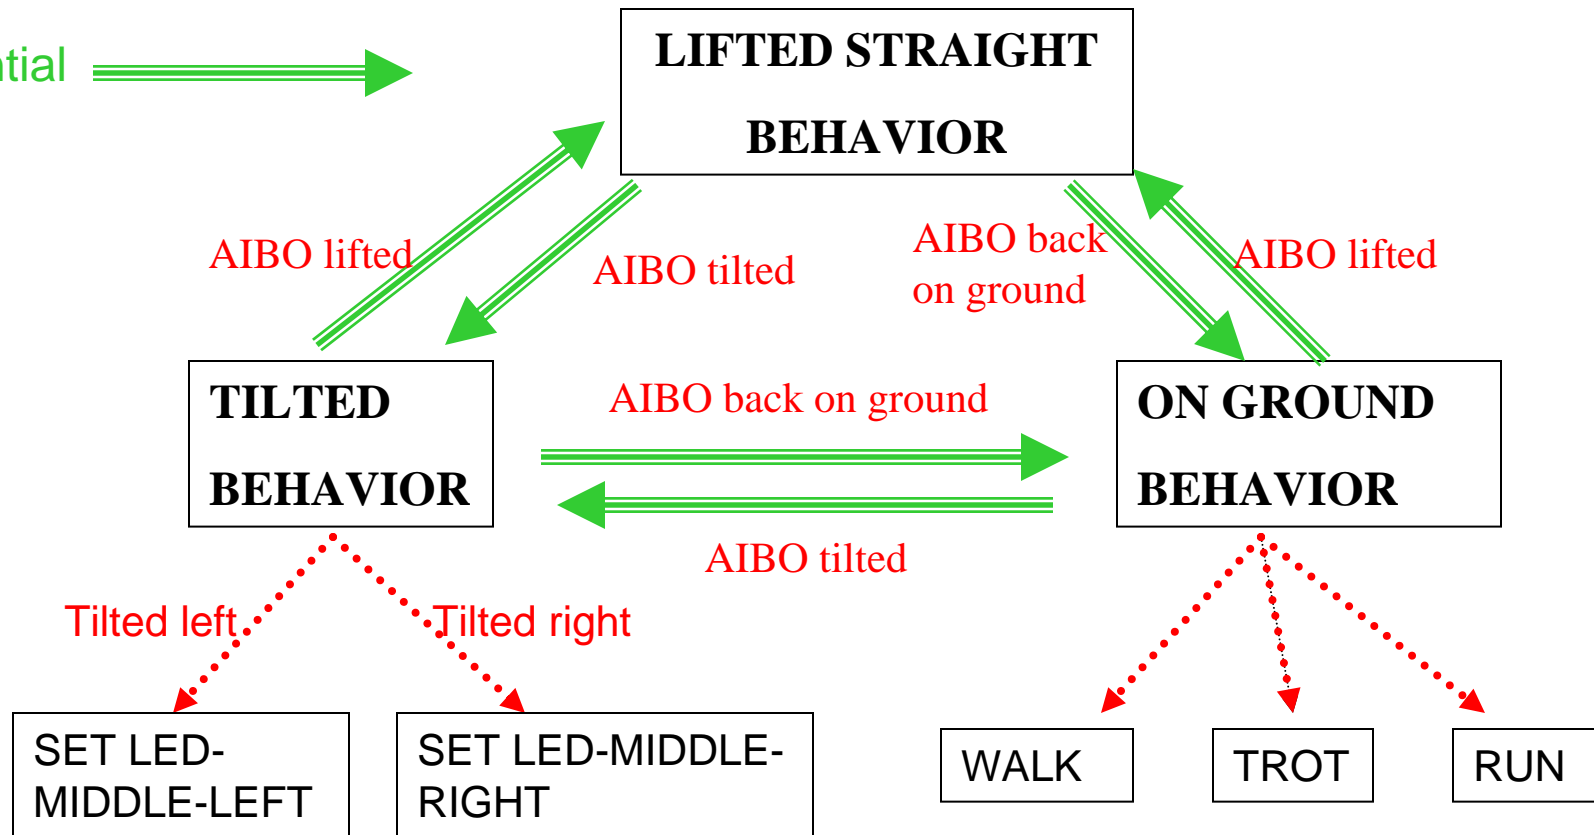 LIFTED STRAIGHT
BEHAVIOR
AIBO lifted
AIBO tilted
AIBO back
on ground
AIBO lifted
TILTED
BEHAVIOR
AIBO back on ground
ON GROUND
BEHAVIOR
AIBO tilted
Tilted left
Tilted right
SET LED-
MIDDLE-LEFT
SET LED-MIDDLE-
RIGHT
WALK
TROT
RUN